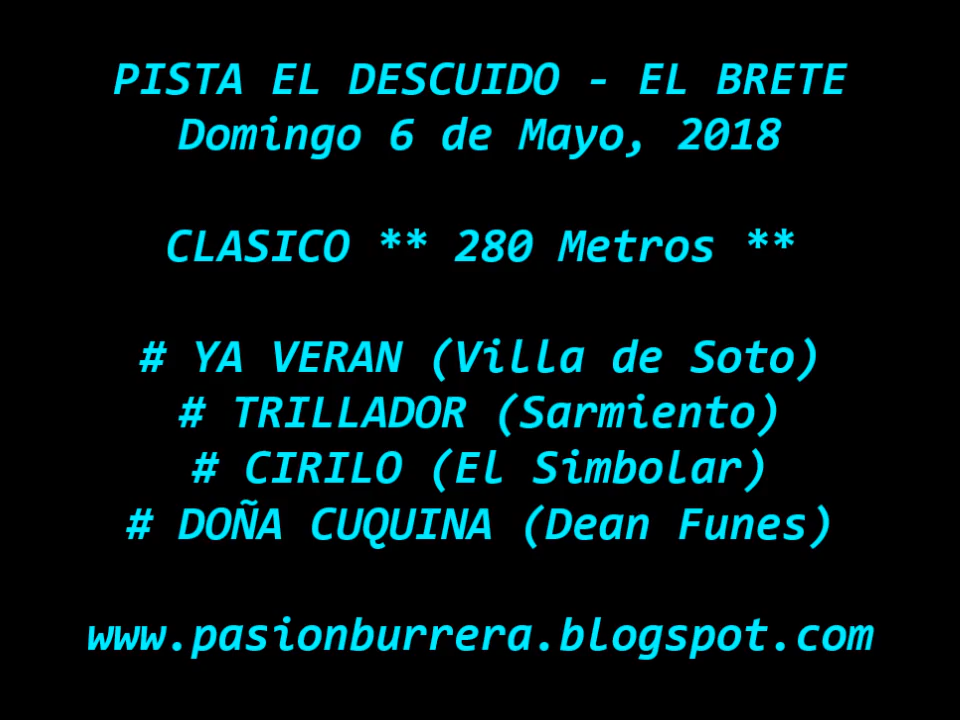 PISTA EL DESCUIDO - EL BRETE
Domingo 6 de Mayo, 2018
CLASICO ** 280 Metros **
# YA VERAN (Villa de Soto)
# TRILLADOR (Sarmiento)
# CIRILO (El Simbolar)
# DOÑA CUQUINA (Dean Funes)
www.pasionburrera.blogspot.com